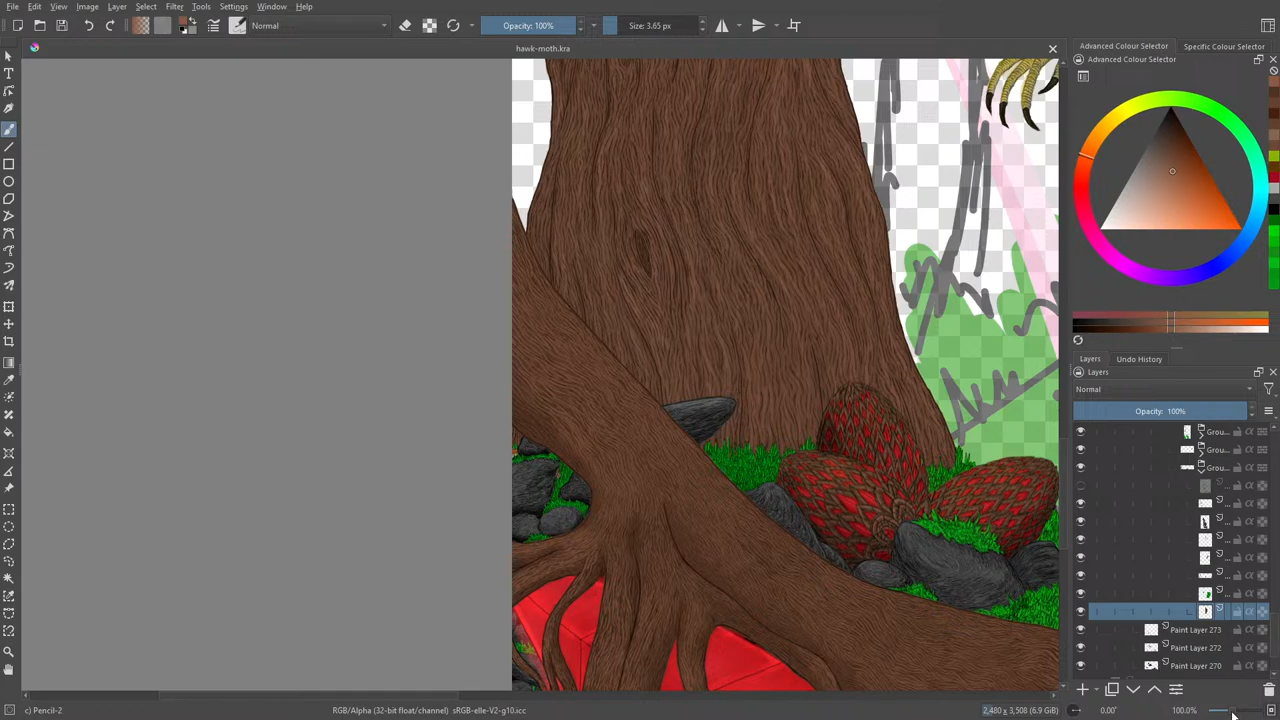 File Edit View Image Layer Select Filter Tools Settings Window Help
Normal
Opacity: 100%
Size: 3.65 px
hawk-moth.kra
Advanced Colour Selector
Specific Colour Selector
Advanced Colour Selector
Layers
Undo History
Layers
Normal
Opacity: 100%
Grou...
Grou...
Grou...
Paint Layer 273
Paint Layer 272
Paint Layer 270
c) Pencil-2
RGB/Alpha (32-bit float/channel) sRGB-elle-V2-g10.icc
2,480 x 3,508 (6.9 GiB)
0.00°
100.0%